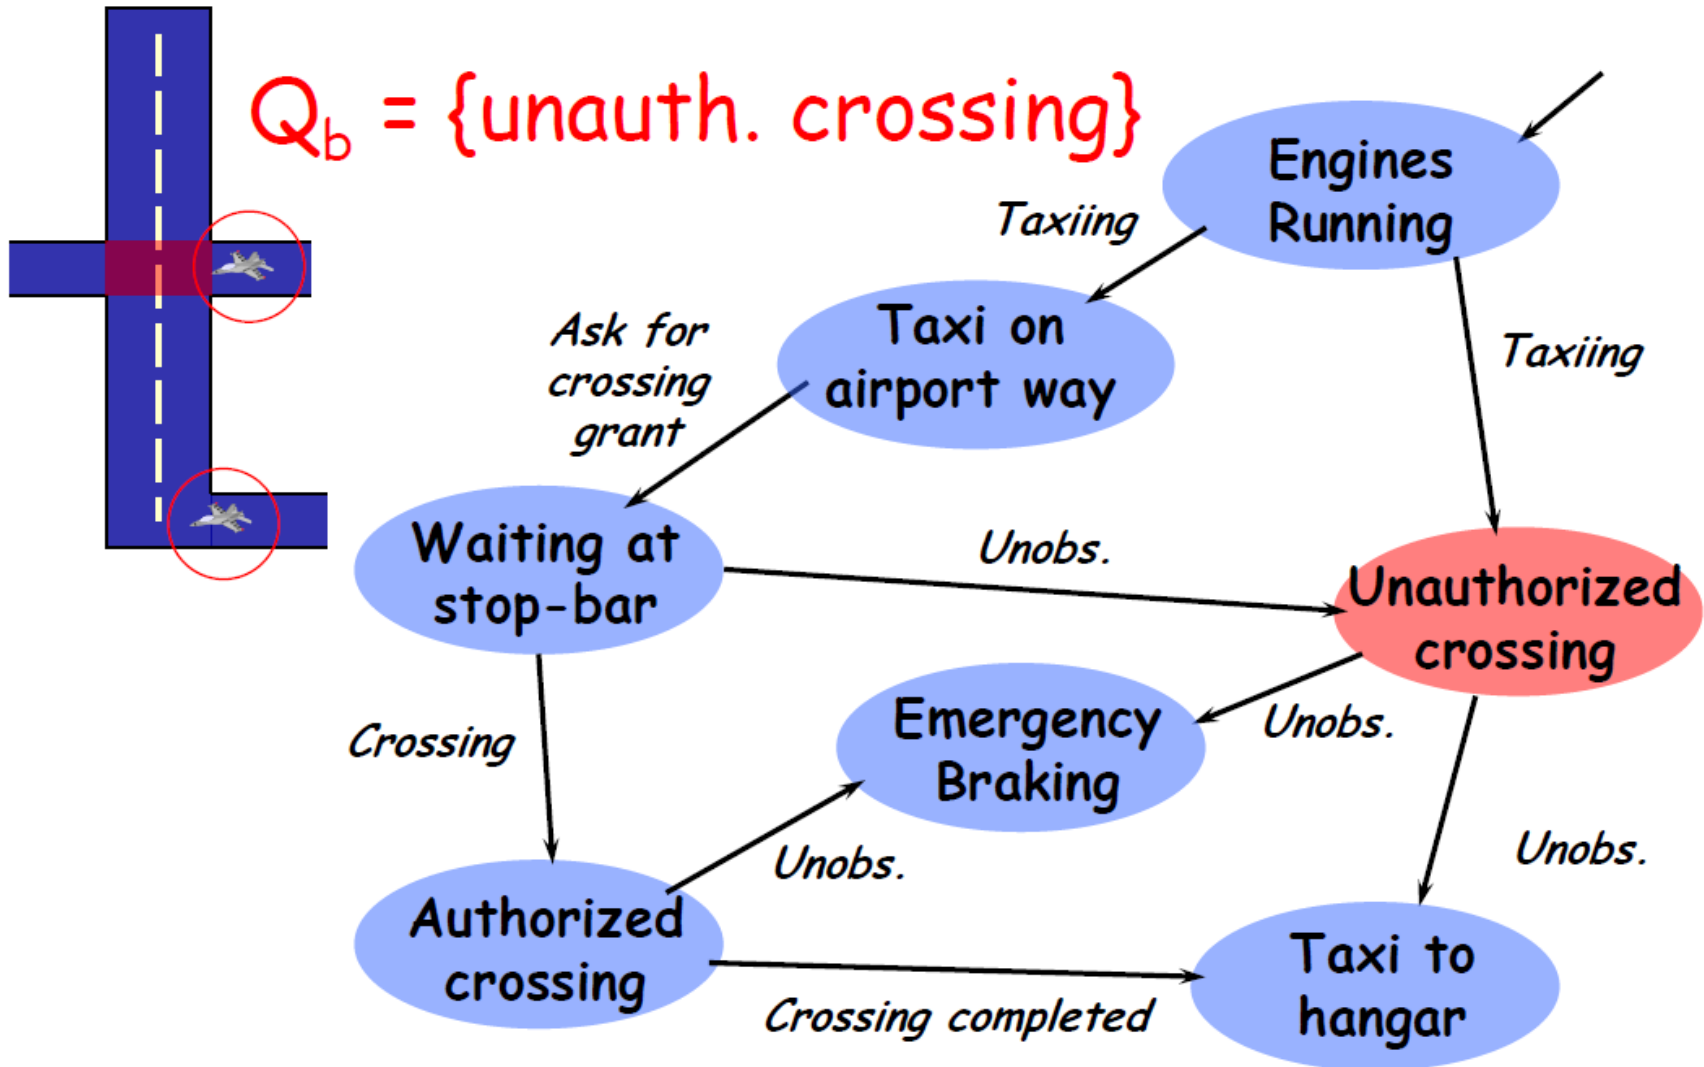 Qb = {unauth. crossing}
Engines
Running
Taxiing
Taxi on
airport way
Taxiing
Ask for
crossing
grant
Waiting at
stop-bar
Unobs.
Unauthorized
crossing
Emergency
Braking
Unobs.
Crossing
Unobs.
Unobs.
Authorized
crossing
Taxi to
hangar
Crossing completed